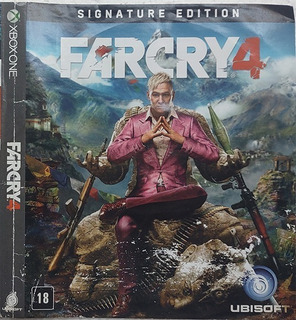 SIGNATURE EDITION
FARCRY4
XBOX ONE
FARCRY4
18
UBISOFT